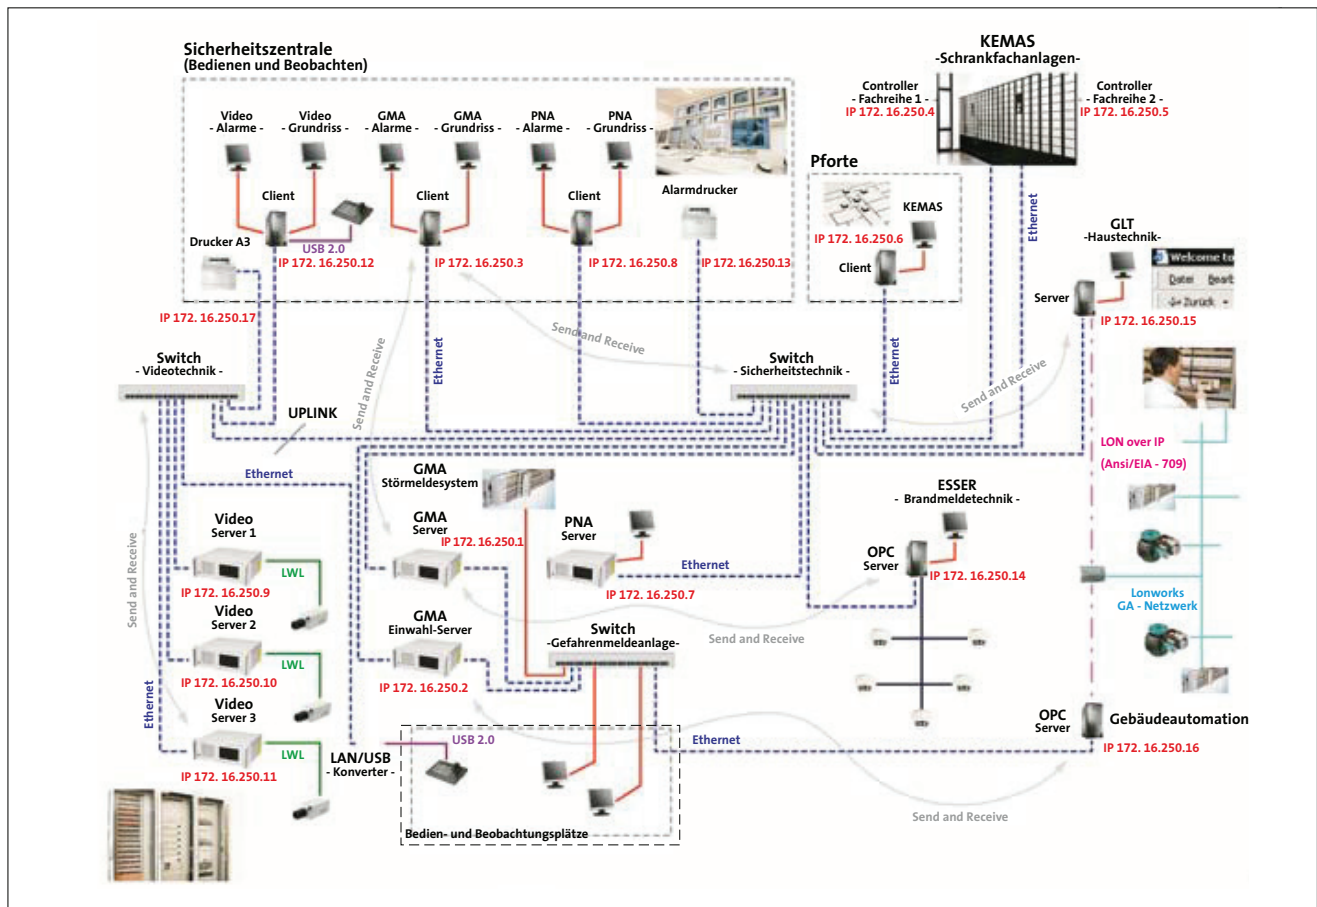 Sicherheitszentrale
(Bedienen und Beobachten)
Video
- Alarme -
Video
- Grundriss -
GMA
- Alarme -
GMA
- Grundriss -
PNA
- Alarme -
PNA
- Grundriss -
Client
Client
Client
Alarmdrucker
Drucker A3
USB 2.0
IP 172. 16.250.12
IP 172. 16.250.3
IP 172. 16.250.8
IP 172. 16.250.13
IP 172. 16.250.17
KEMAS
-Schrankfachanlagen-
Controller
- Fachreihe 1 -
IP 172. 16.250.4
Controller
- Fachreihe 2 -
IP 172. 16.250.5
Pforte
KEMAS
IP 172. 16.250.6
Client
Ethernet
Ethernet
GLT
-Haustechnik-
Welcome to
Datei Bearb
Zurück
Server
IP 172. 16.250.15
Switch
- Videotechnik -
Ethernet
Send and Receive
Send and Receive
Switch
- Sicherheitstechnik -
Ethernet
Send and Receive
UPLINK
Ethernet
LON over IP
(Ansi/EIA - 709)
GMA
Störmeldesystem
ESSER
- Brandmeldetechnik -
Video
Server 1
GMA
Server
IP 172. 16.250.1
PNA
Server
OPC
Server
IP 172. 16.250.14
Ethernet
LWL
IP 172. 16.250.9
IP 172. 16.250.7
Send and Receive
Lonworks
GA - Netzwerk
Video
Server 2
GMA
Einwahl-Server
Switch
-Gefahrenmeldeanlage-
Send and Receive
LWL
IP 172. 16.250.10
IP 172. 16.250.2
Ethernet
Video
Server 3
OPC
Server
Gebäudeautomation
IP 172. 16.250.16
LWL
IP 172. 16.250.11
LAN/USB
- Konverter -
USB 2.0
Ethernet
Send and Receive
Bedien- und Beobachtungsplätze